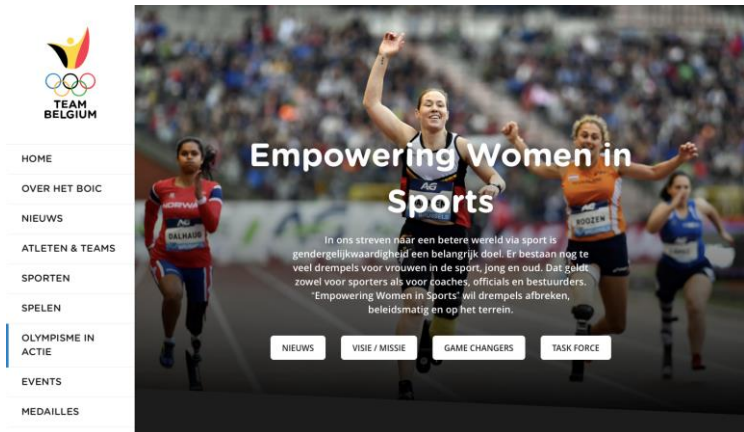 TEAM
BELGIUM
HOME
OVER HET BOIC
NIEUWS
ATLETEN & TEAMS
SPORTEN
SPELEN
OLYMPISME IN
ACTIE
EVENTS
MEDAILLES
Empowering Women in
Sports
In ons streven naar een betere wereld via sport is
gendergelijkwaardigheid een belangrijk doel. Er bestaan nog te
veel drempels voor vrouwen in de sport, jong en oud. Dat geldt
zowel voor sporters als voor coaches, officials en bestuurders.
"Empowering Women in Sports" wil drempels afbreken,
beleidsmatig en op het terrein.
NIEUWS
VISIE / MISSIE
GAME CHANGERS
TASK FORCE
NORWAY
AG
DALHAUG
AG
AG
ROOZEN